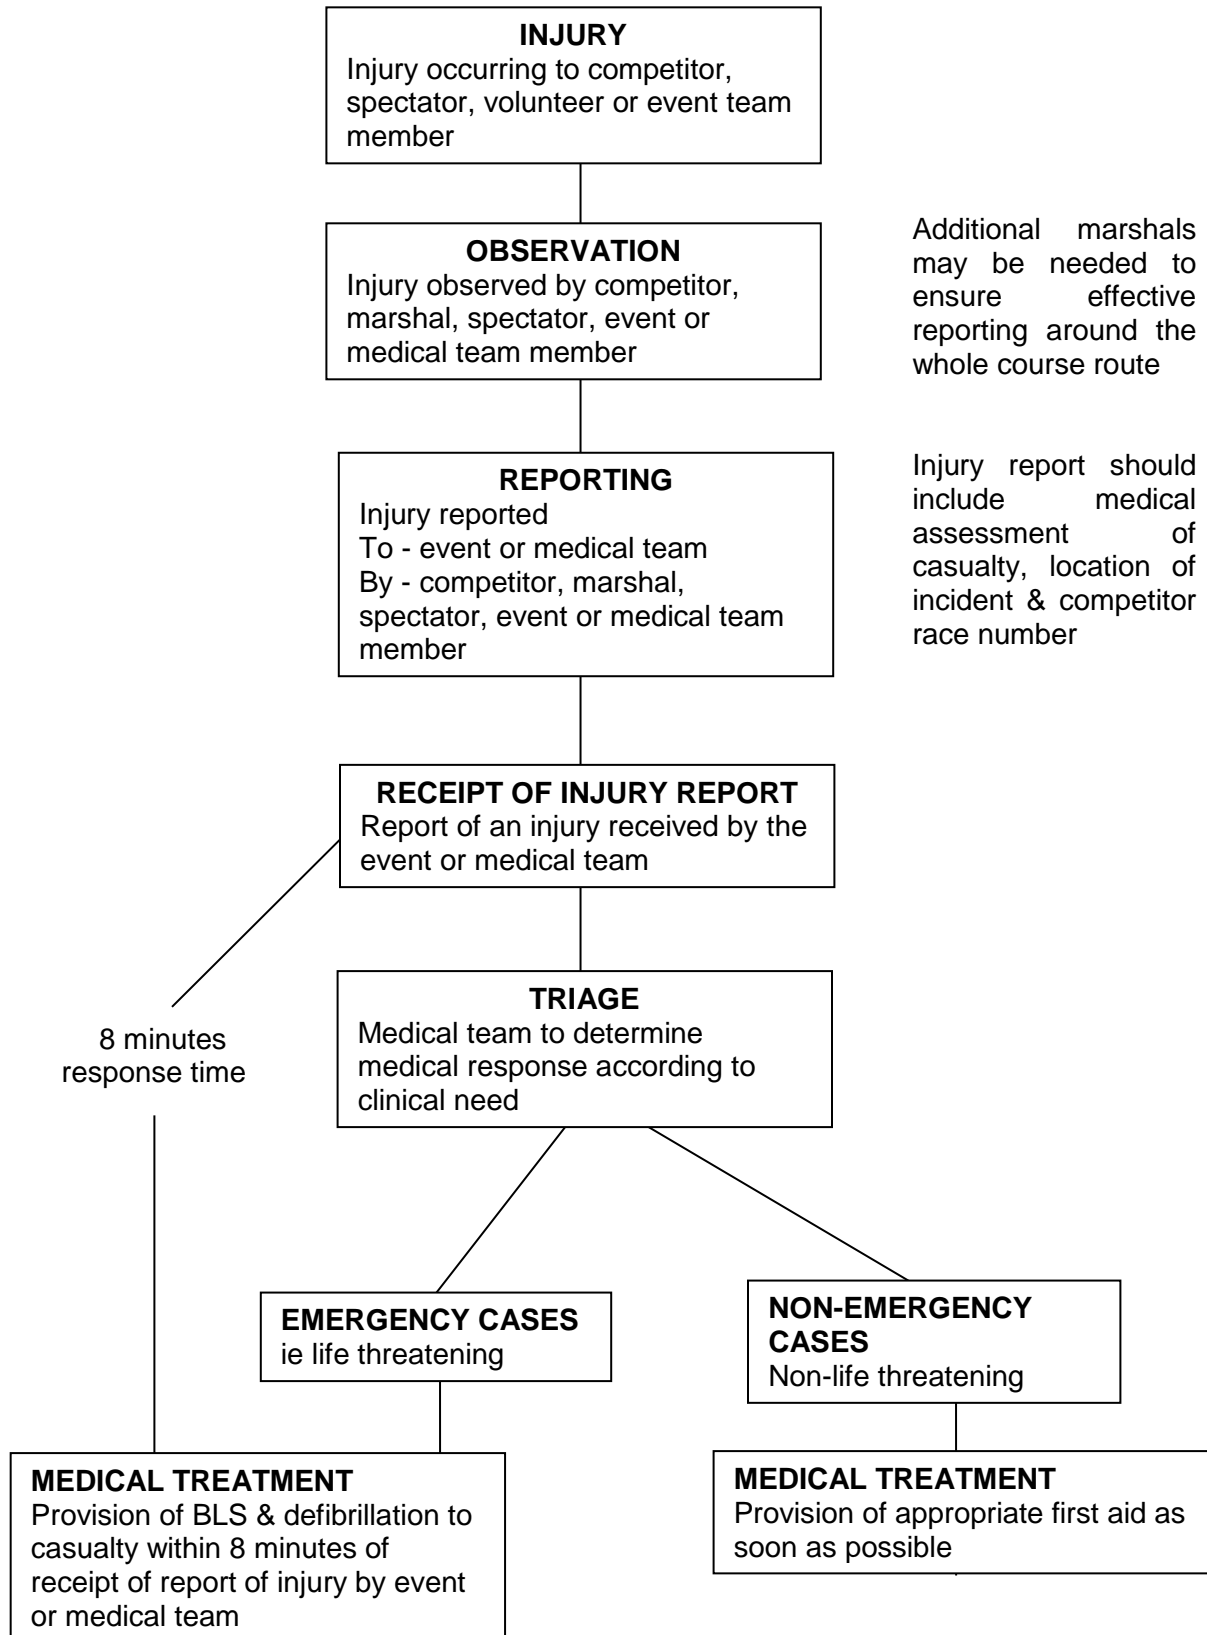 INJURY
Injury occurring to competitor,
spectator, volunteer or event team
member
OBSERVATION
Injury observed by competitor,
marshal, spectator, event or
medical team member
Additional marshals
may be needed to
ensure effective
reporting around the
whole course route
REPORTING
Injury reported
To - event or medical team
By - competitor, marshal,
spectator, event or medical team
member
Injury report should
include medical
assessment of
casualty, location of
incident & competitor
race number
RECEIPT OF INJURY REPORT
Report of an injury received by the
event or medical team
8 minutes
response time
TRIAGE
Medical team to determine
medical response according to
clinical need
EMERGENCY CASES
ie life threatening
NON-EMERGENCY
CASES
Non-life threatening
MEDICAL TREATMENT
Provision of BLS & defibrillation to
casualty within 8 minutes of
receipt of report of injury by event
or medical team
MEDICAL TREATMENT
Provision of appropriate first aid as
soon as possible